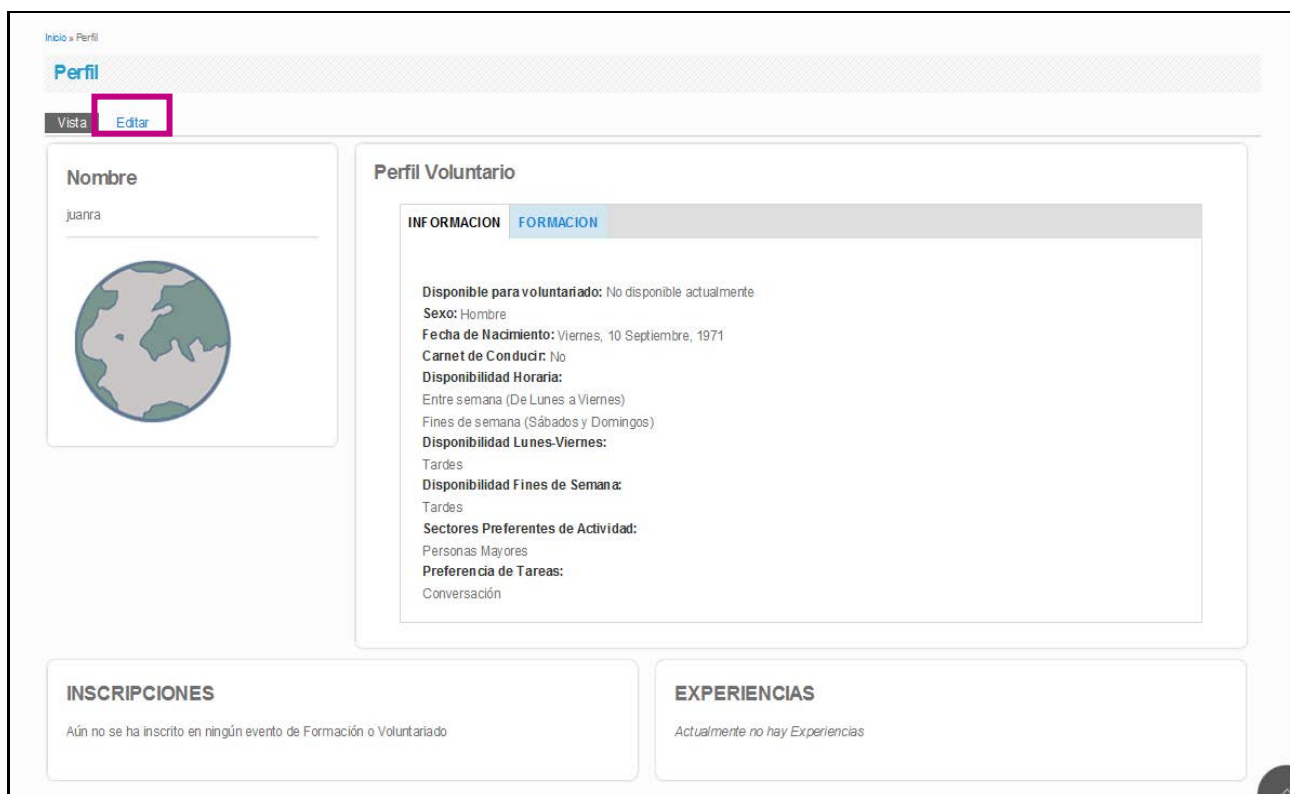 Inicio » Perfil
Perfil
Vista Editar
Nombre
juanra
Perfil Voluntario
INFORMACION FORMACION
Disponible para voluntariado: No disponible actualmente
Sexo: Hombre
Fecha de Nacimiento: Viernes, 10 Septiembre, 1971
Carnet de Conducir: No
Disponibilidad Horaria:
Entre semana (De Lunes a Viernes)
Fines de semana (Sábados y Domingos)
Disponibilidad Lunes-Viernes:
Tardes
Disponibilidad Fines de Semana:
Tardes
Sectores Preferentes de Actividad:
Personas Mayores
Preferencia de Tareas:
Conversación
INSCRIPCIONES
Aún no se ha inscrito en ningún evento de Formación o Voluntariado
EXPERIENCIAS
Actualmente no hay Experiencias